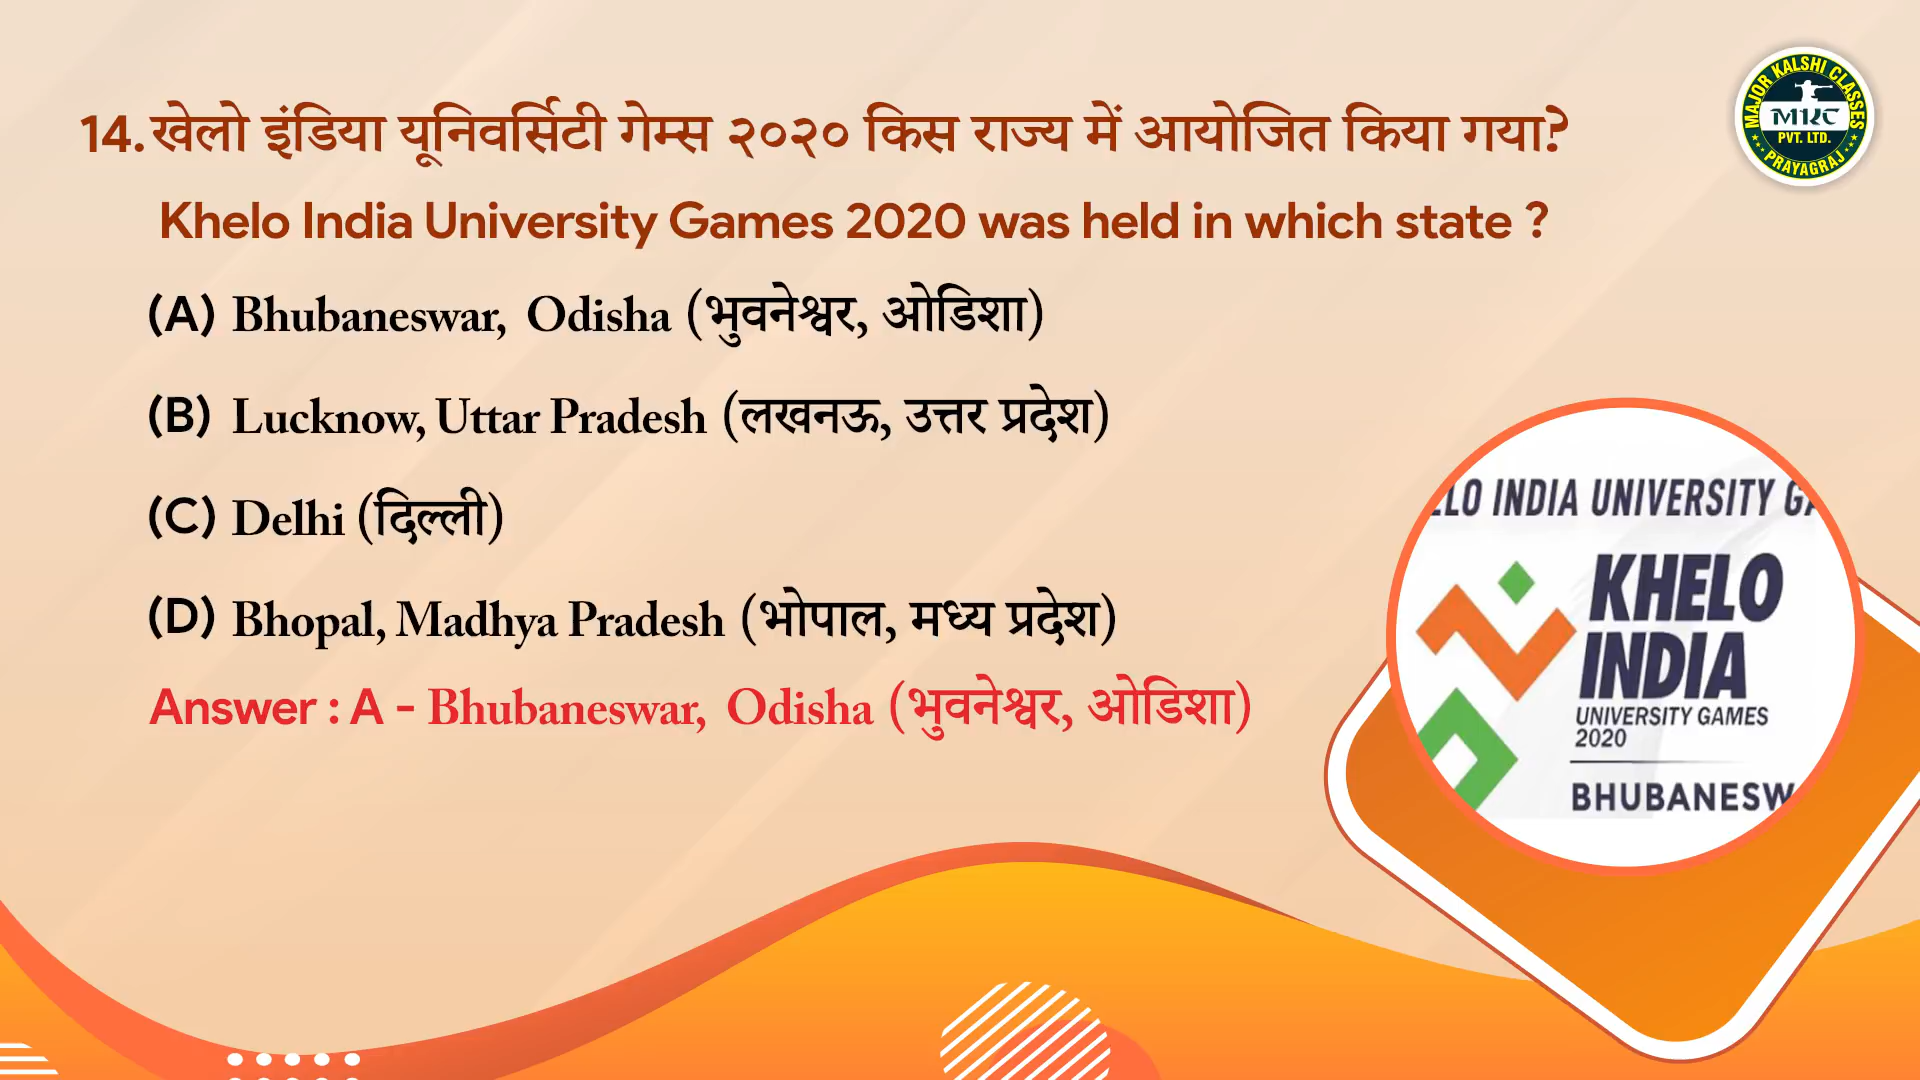 14. खेलो इंडिया यूनिवर्सिटी गेम्स २०२० किस राज्य में आयोजित किया गया?
Khelo India University Games 2020 was held in which state ?
(A) Bhubaneswar, Odisha (भुवनेश्वर, ओडिशा)
(B) Lucknow, Uttar Pradesh (लखनऊ, उत्तर प्रदेश)
(C) Delhi (दिल्ली)
(D) Bhopal, Madhya Pradesh (भोपाल, मध्य प्रदेश)
Answer : A - Bhubaneswar, Odisha (भुवनेश्वर, ओडिशा)
MAJOR KALSHI CLASSES
MKC
PVT. LTD.
PRAYAGRAJ
LO INDIA UNIVERSITY GA
KHELO
INDIA
UNIVERSITY GAMES
2020
BHUBANESW